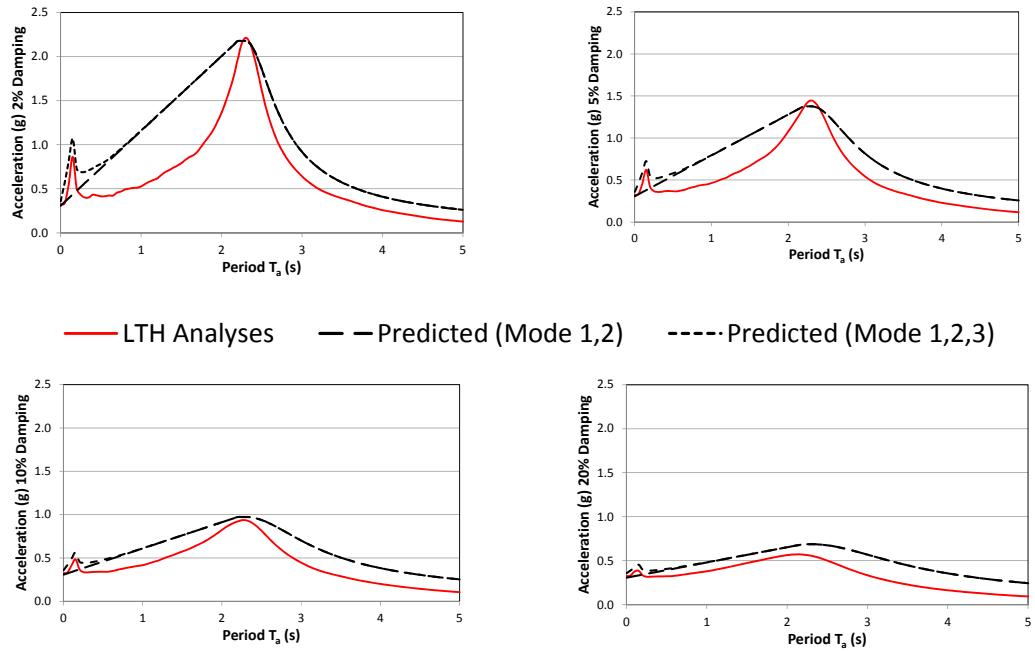 Acceleration (g) 2% Damping
2.5
2.0
1.5
1.0
0.5
0.0
0 1 2 3 4 5
Period Ta (s)
Acceleration (g) 5% Damping
2.5
2.0
1.5
1.0
0.5
0.0
0 1 2 3 4 5
Period Ta (s)
LTH Analyses Predicted (Mode 1,2) Predicted (Mode 1,2,3)
Acceleration (g) 10% Damping
2.5
2.0
1.5
1.0
0.5
0.0
0 1 2 3 4 5
Period Ta (s)
Acceleration (g) 20% Damping
2.5
2.0
1.5
1.0
0.5
0.0
0 1 2 3 4 5
Period Ta (s)